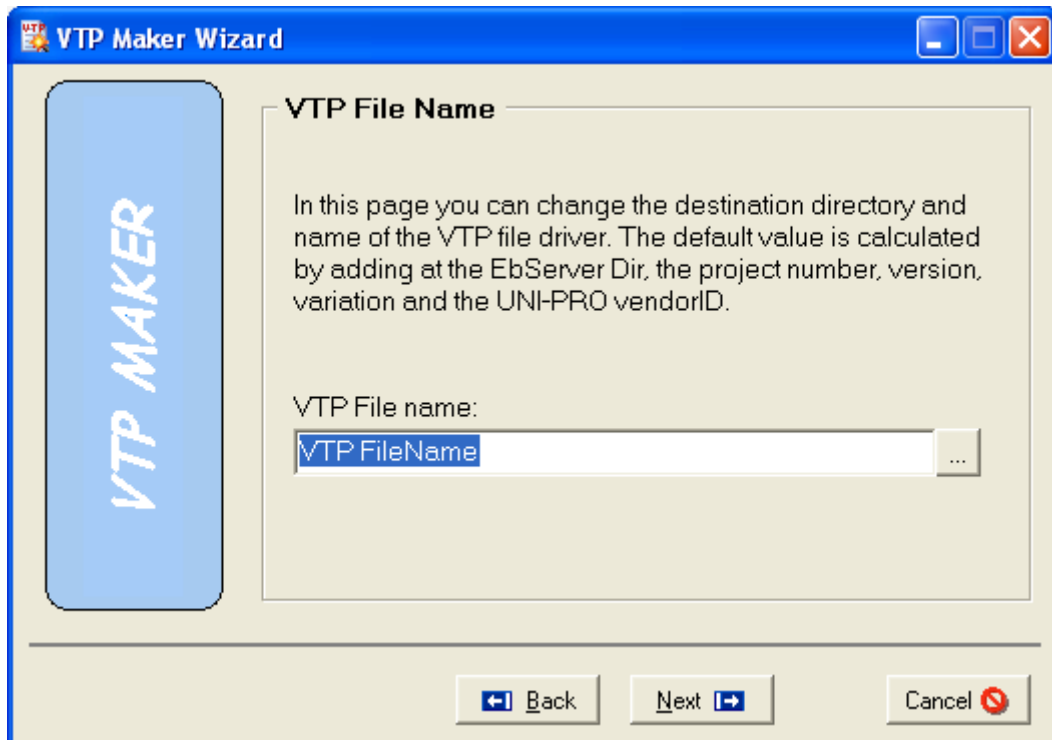 VTP
VTP Maker Wizard
VTP MAKER
VTP File Name
In this page you can change the destination directory and
name of the VTP file driver. The default value is calculated
by adding at the EbServer Dir, the project number, version,
variation and the UNI-PRO vendorID.
VTP File name:
VTP FileName
...
Back
Next
Cancel